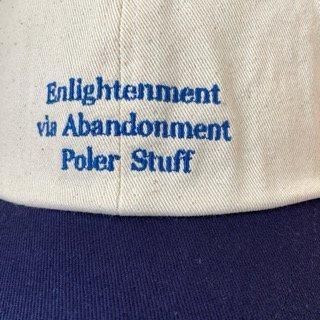 Enlightenment
via Abandonment
Poler Stuff